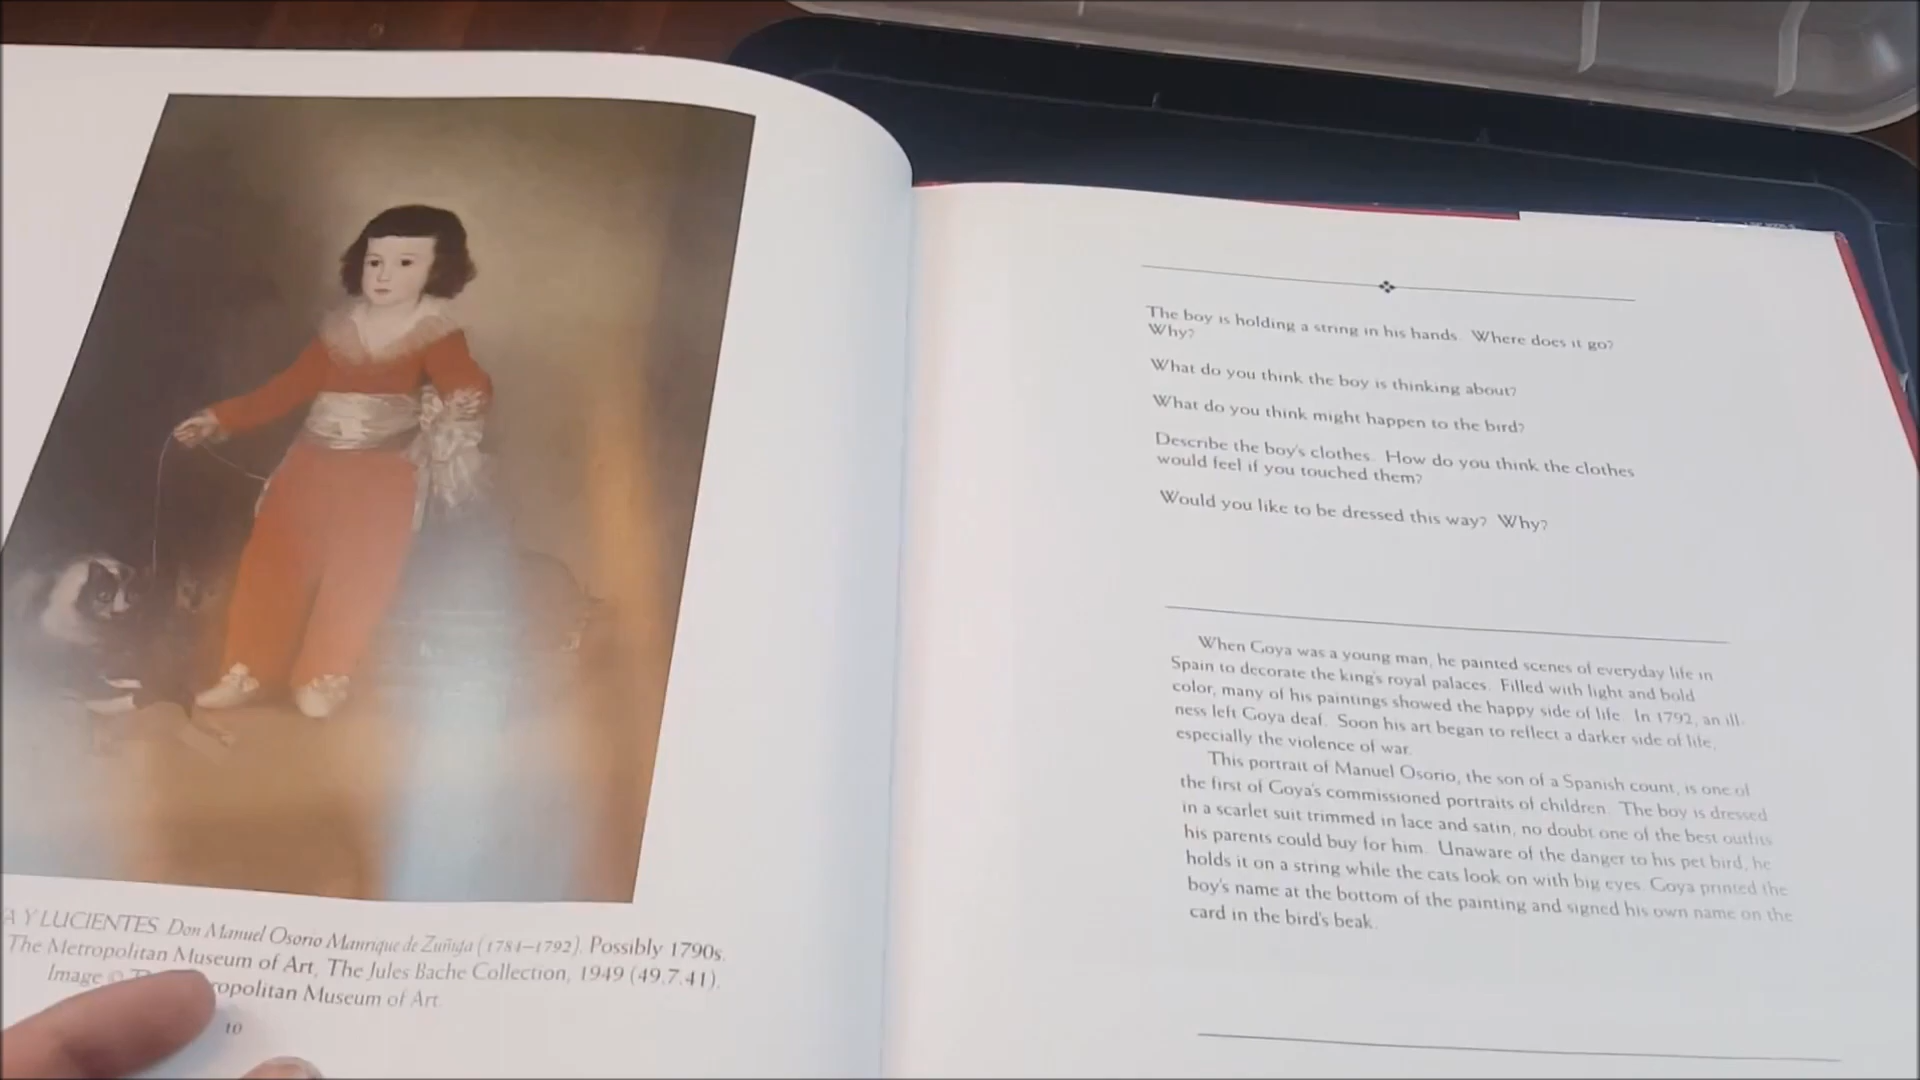 A Y LUCIENTES Don Manuel Osorio Manrique de Zuñiga (1784–1792). Possibly 1790s.
The Metropolitan Museum of Art, The Jules Bache Collection, 1949 (49.7.41).
Image © ropolitan Museum of Art
10
The boy is holding a string in his hands. Where does it go?
Why?
What do you think the boy is thinking about?
What do you think might happen to the bird?
Describe the boy's clothes. How do you think the clothes
would feel if you touched them?
Would you like to be dressed this way? Why?
When Goya was a young man, he painted scenes of everyday life in
Spain to decorate the king's royal palaces. Filled with light and bold
color, many of his paintings showed the happy side of life. In 1792, an ill-
ness left Goya deaf. Soon his art began to reflect a darker side of life,
especially the violence of war.
This portrait of Manuel Osorio, the son of a Spanish count, is one of
the first of Goya's commissioned portraits of children. The boy is dressed
in a scarlet suit trimmed in lace and satin, no doubt one of the best outfits
his parents could buy for him. Unaware of the danger to his pet bird, he
holds it on a string while the cats look on with big eyes. Goya printed the
boy's name at the bottom of the painting and signed his own name on the
card in the bird's beak.